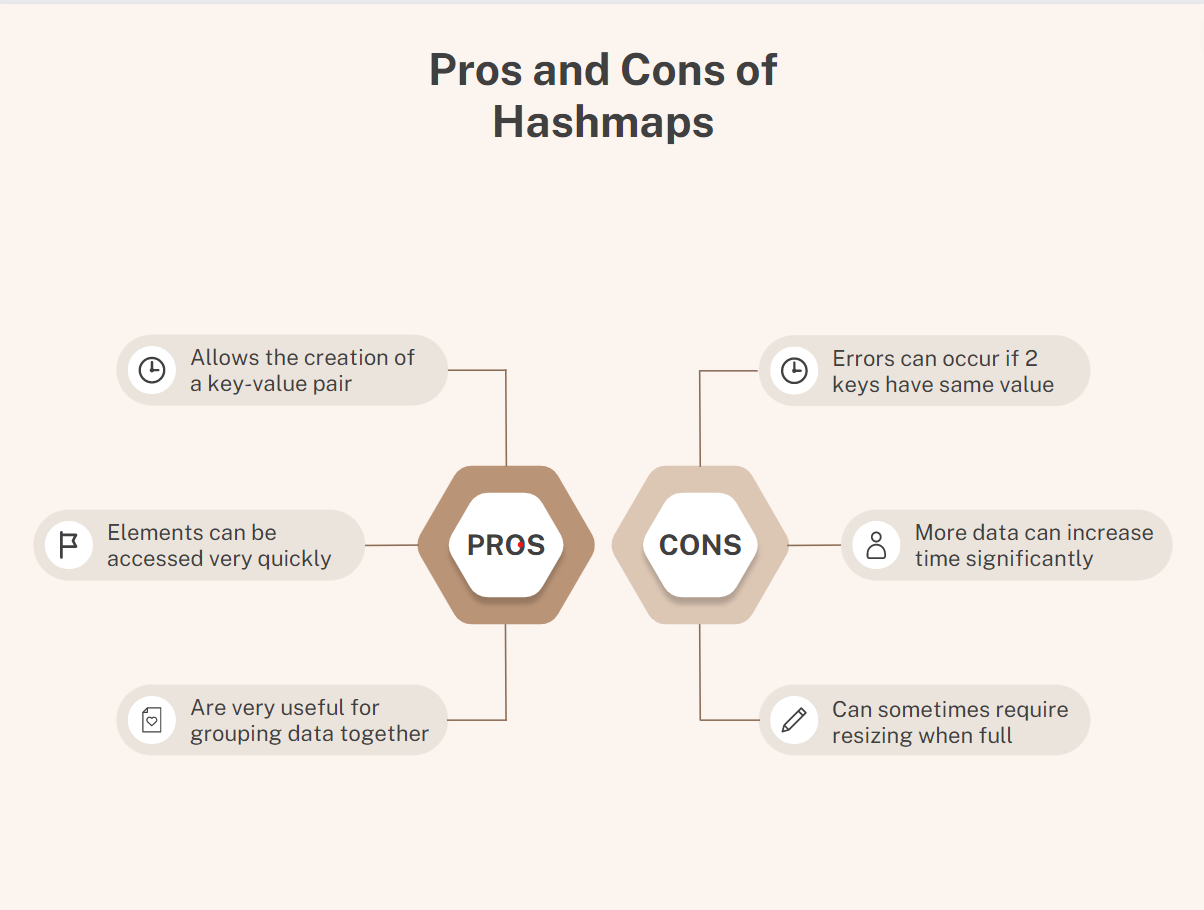 Pros and Cons of
Hashmaps
Allows the creation of
a key-value pair
Elements can be
accessed very quickly
Are very useful for
grouping data together
PROS
CONS
Errors can occur if 2
keys have same value
More data can increase
time significantly
Can sometimes require
resizing when full